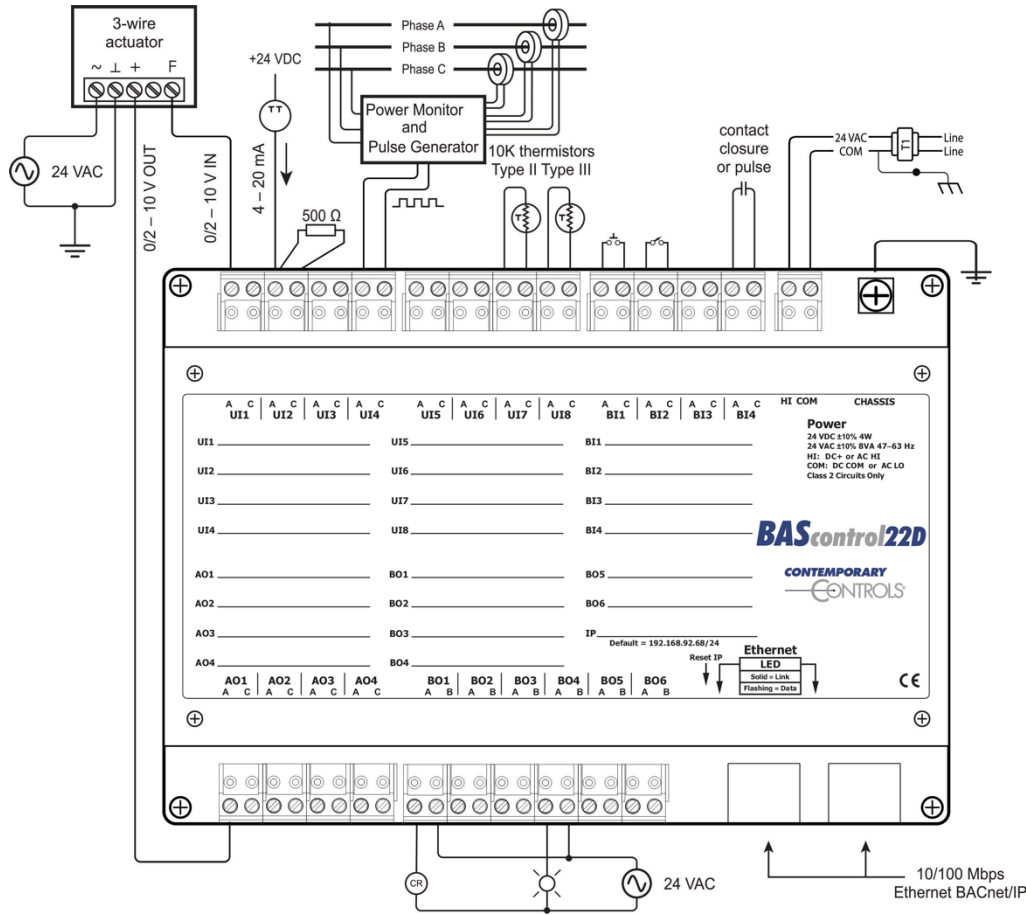 3-wire
actuator
~ ⊥ + F
24 VAC
0/2 – 10 V OUT
0/2 – 10 V IN
+24 VDC
TT
4 – 20 mA
500 Ω
Phase A
Phase B
Phase C
Power Monitor
and
Pulse Generator
10K thermistors
Type II Type III
T
T
contact
closure
or pulse
24 VAC
COM
T1
Line
Line
A C A C A C A C
UI1 UI2 UI3 UI4
A C A C A C A C
UI5 UI6 UI7 UI8
A C A C A C A C
BI1 BI2 BI3 BI4
HI COM
CHASSIS
Power
24 VDC ±10% 4W
24 VAC ±10% 8VA 47–63 Hz
HI: DC+ or AC HI
COM: DC COM or AC LO
Class 2 Circuits Only
UI1 UI5 BI1
UI2 UI6 BI2
UI3 UI7 BI3
UI4 UI8 BI4
BAScontrol22D
CONTEMPORARY
CONTROLS®
AO1 BO1 BO5
AO2 BO2 BO6
AO3 BO3 IP
Default = 192.168.92.68/24
AO4 BO4
Reset IP
Ethernet
LED
Solid = Link
Flashing = Data
CE
AO1 AO2 AO3 AO4
A C A C A C A C
BO1 BO2 BO3 BO4 BO5 BO6
A B A B A B A B A B A B
CR
24 VAC
10/100 Mbps
Ethernet BACnet/IP